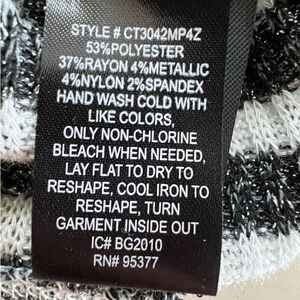 STYLE # CT3042MP4Z
53%POLYESTER
37%RAYON 4%METALLIC
4%NYLON 2%SPANDEX
HAND WASH COLD WITH
LIKE COLORS,
ONLY NON-CHLORINE
BLEACH WHEN NEEDED,
LAY FLAT TO DRY TO
RESHAPE, COOL IRON TO
RESHAPE, TURN
GARMENT INSIDE OUT
IC# BG2010
RN# 95377